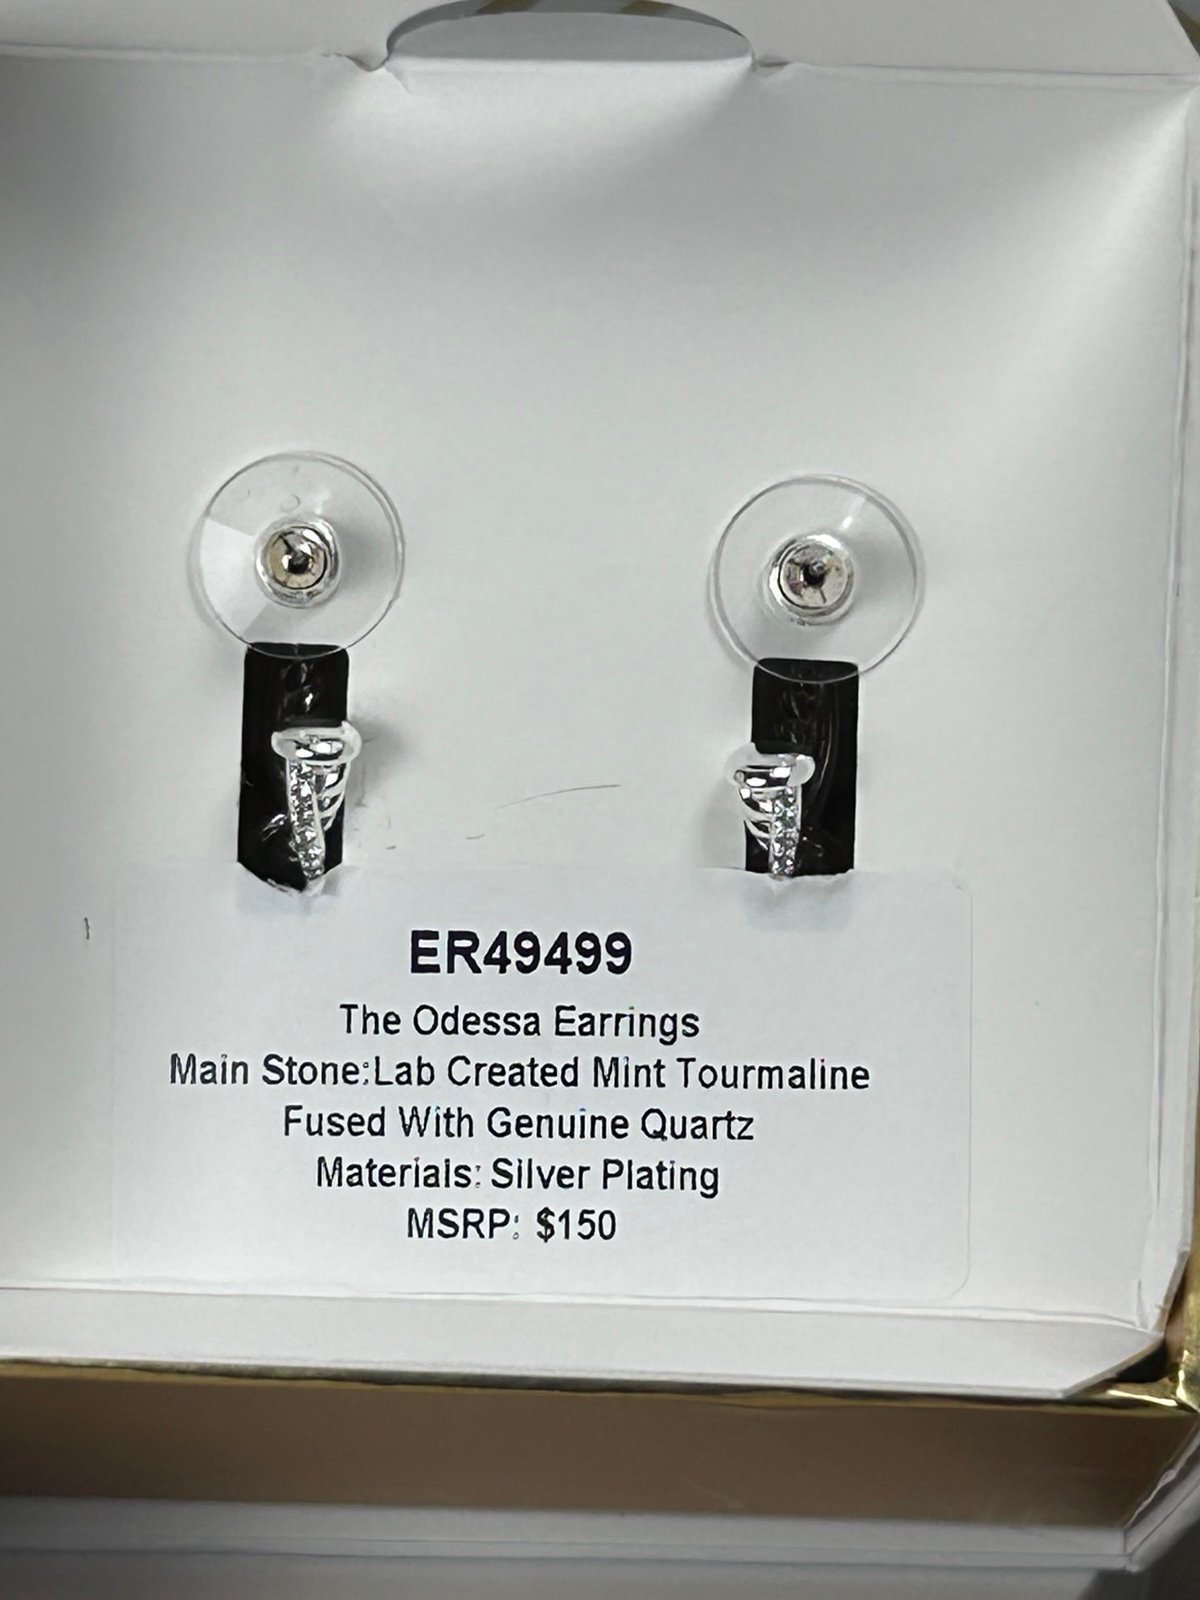 ER49499
The Odessa Earrings
Main Stone:Lab Created Mint Tourmaline
Fused With Genuine Quartz
Materials: Silver Plating
MSRP: $150